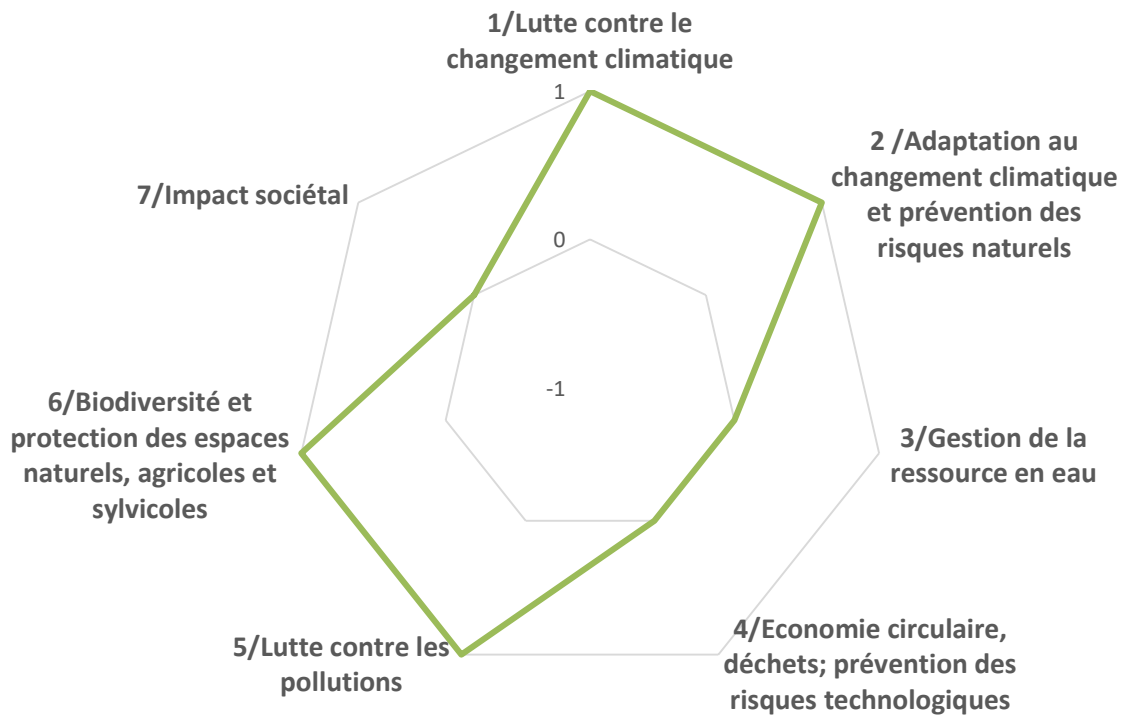 1/Lutte contre le
changement climatique
1
2 /Adaptation au
changement climatique
et prévention des
risques naturels
7/Impact sociétal
0
-1
6/Biodiversité et
protection des espaces
naturels, agricoles et
sylvicoles
3/Gestion de la
ressource en eau
5/Lutte contre les
pollutions
4/Economie circulaire,
déchets; prévention des
risques technologiques